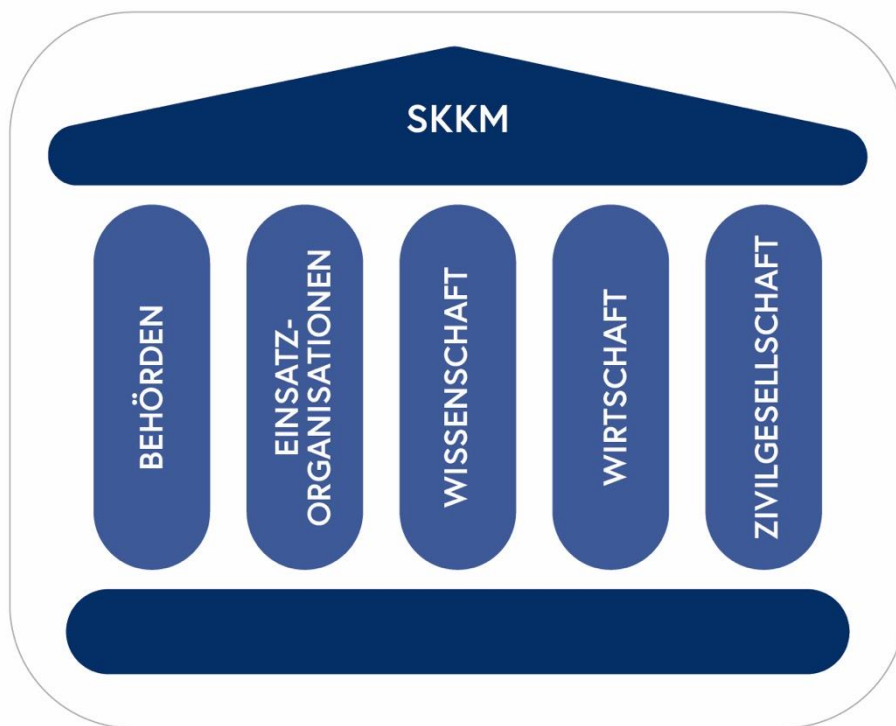 SKKM
BEHÖRDEN
EINSATZ-
ORGANISATIONEN
WISSENSCHAFT
WIRTSCHAFT
ZIVILGESELLSCHAFT